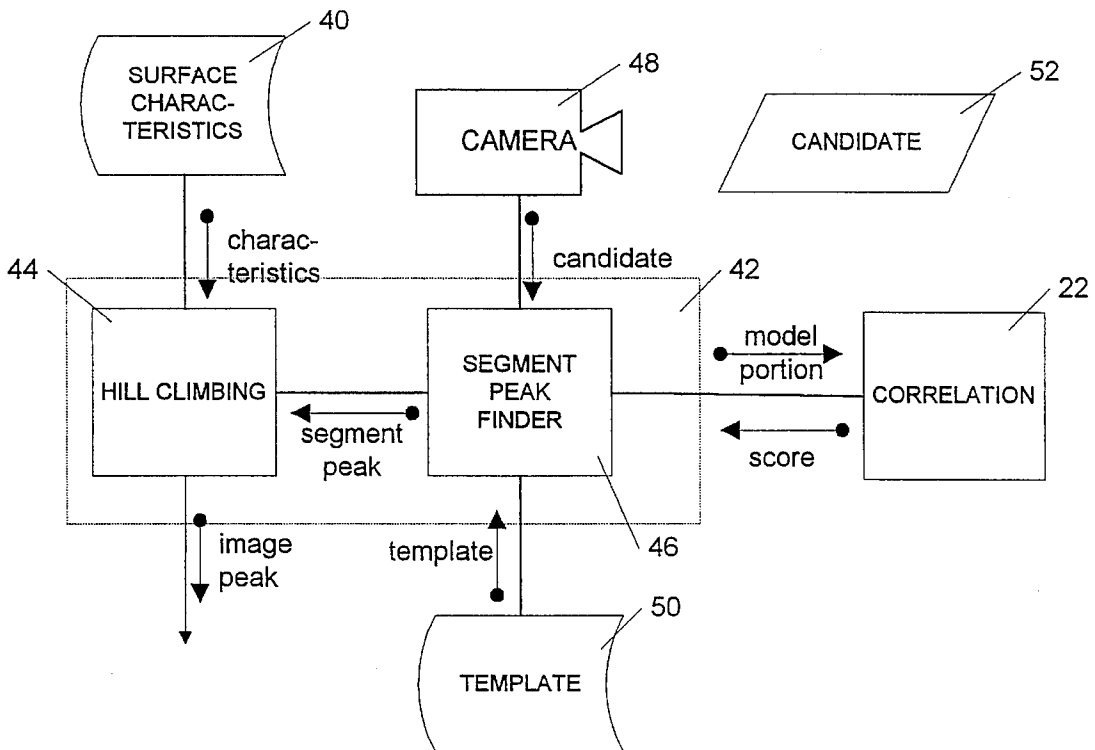 40
SURFACE
CHARAC-
TERISTICS
48
CAMERA
52
CANDIDATE
charac-
teristics
candidate
44
42
22
HILL CLIMBING
SEGMENT
PEAK
FINDER
model
portion
CORRELATION
segment
peak
score
image
peak
template
46
50
TEMPLATE